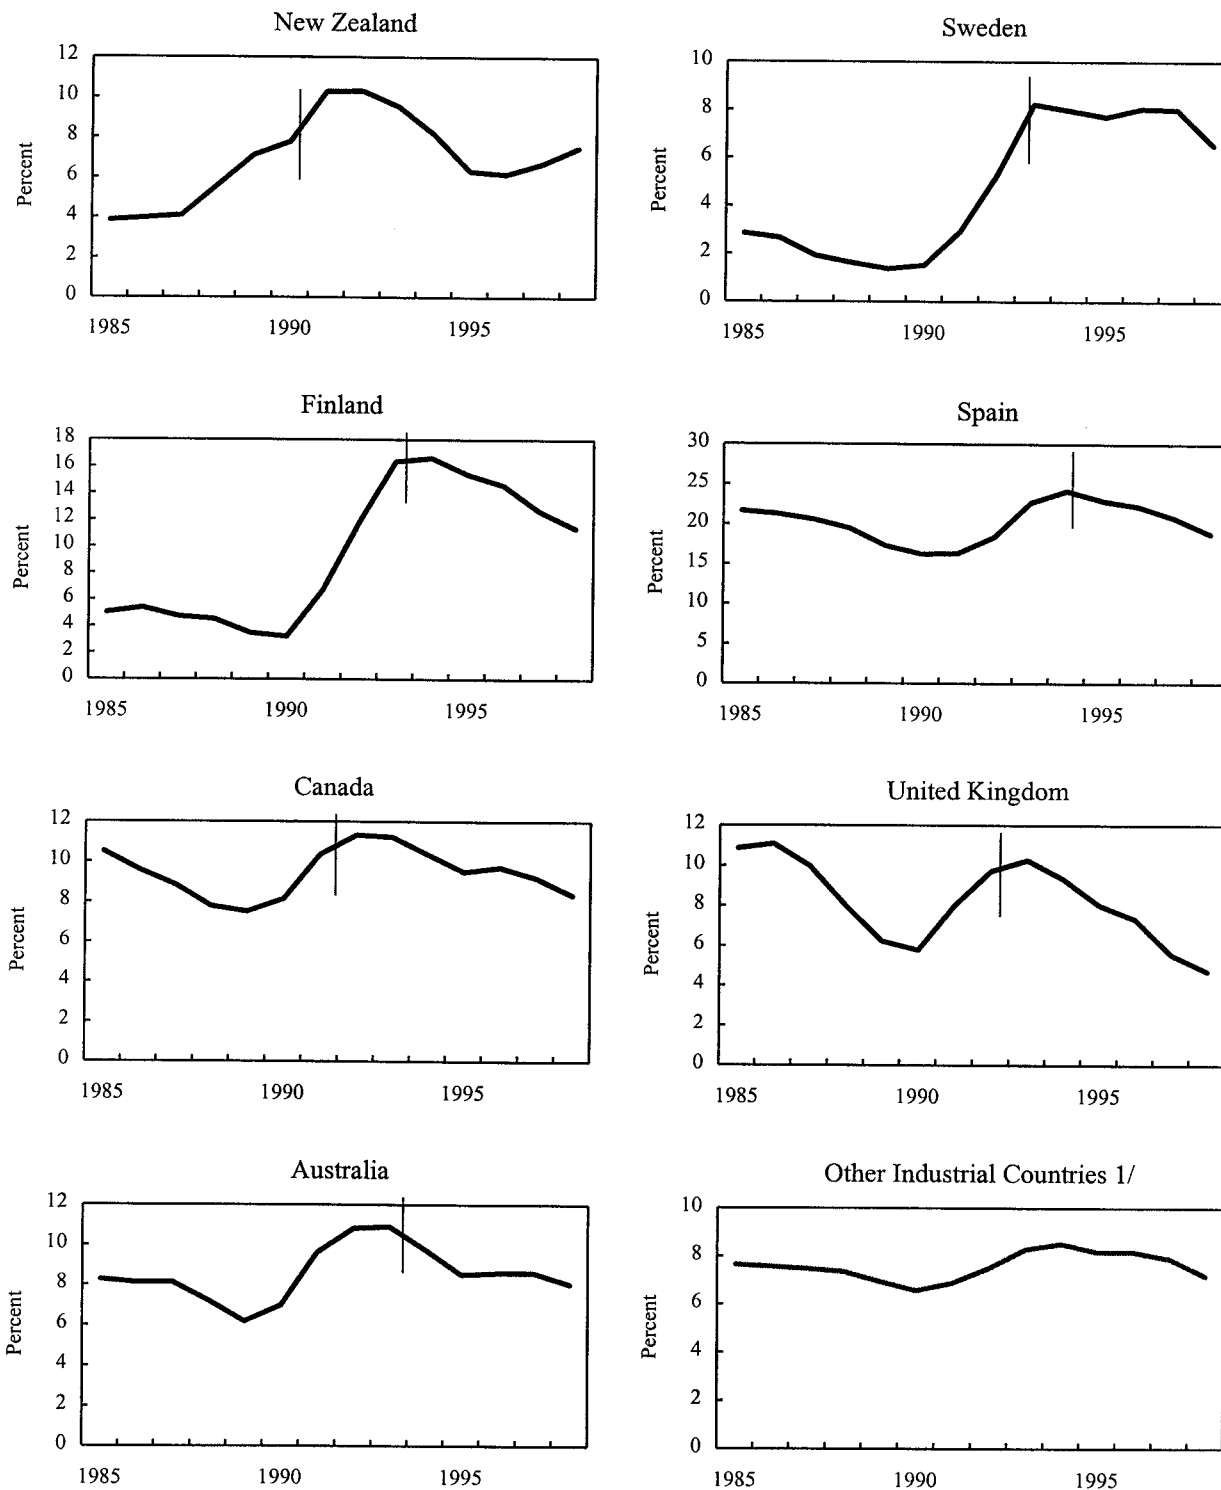 New Zealand
12
10
8
6
4
2
0
Percent
1985 1990 1995
Sweden
10
8
6
4
2
0
Percent
1985 1990 1995
Finland
18
16
14
12
10
8
6
4
2
0
Percent
1985 1990 1995
Spain
30
25
20
15
10
5
0
Percent
1985 1990 1995
Canada
12
10
8
6
4
2
0
Percent
1985 1990 1995
United Kingdom
12
10
8
6
4
2
0
Percent
1985 1990 1995
Australia
12
10
8
6
4
2
0
Percent
1985 1990 1995
Other Industrial Countries 1/
10
8
6
4
2
0
Percent
1985 1990 1995